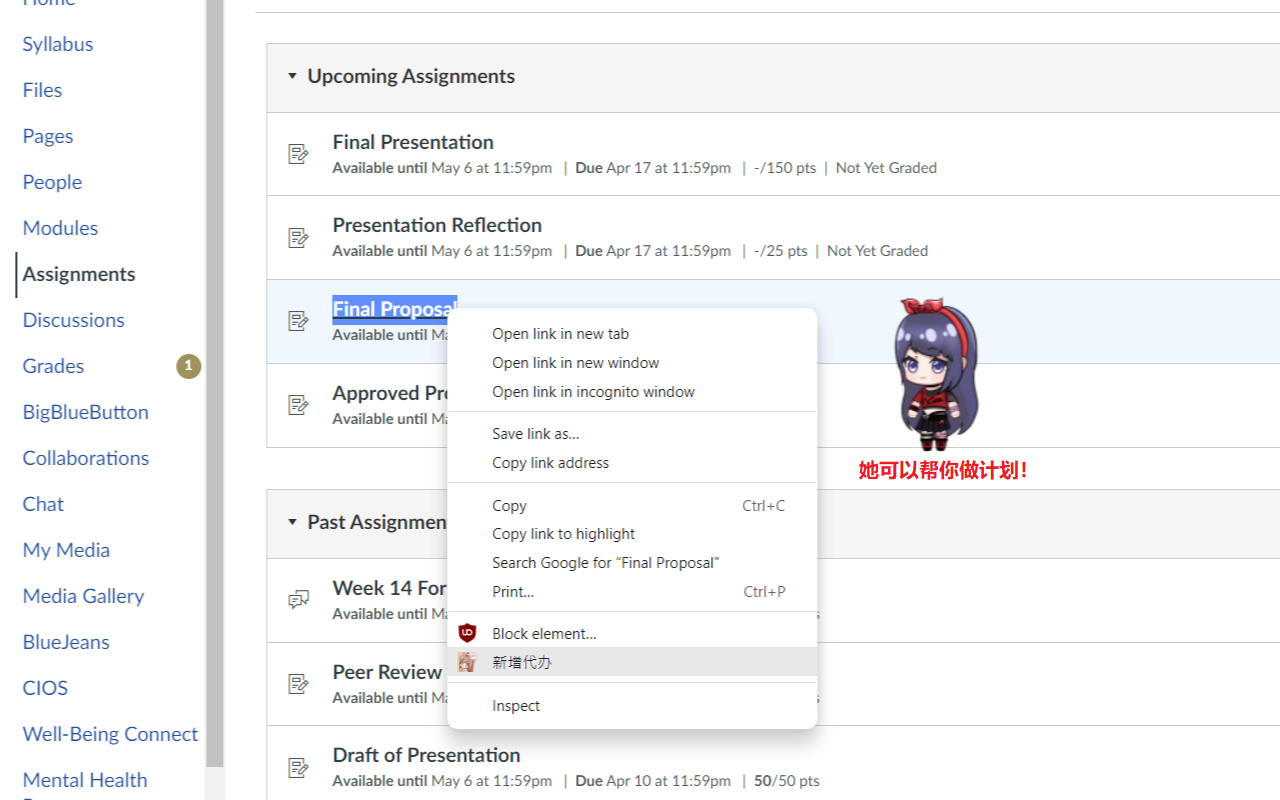 Syllabus
Files
Pages
People
Modules
Assignments
Discussions
Grades 1
BigBlueButton
Collaborations
Chat
My Media
Media Gallery
BlueJeans
CIOS
Well-Being Connect
Mental Health
Upcoming Assignments
Final Presentation
Available until May 6 at 11:59pm | Due Apr 17 at 11:59pm | -/150 pts | Not Yet Graded
Presentation Reflection
Available until May 6 at 11:59pm | Due Apr 17 at 11:59pm | -/25 pts | Not Yet Graded
Final Proposal
Available until
Approved
Available until
Past
Week 14
Available until
Peer Review
Available until
Draft of Presentation
Available until May 6 at 11:59pm | Due Apr 10 at 11:59pm | 50/50 pts
Open link in new tab
Open link in new window
Open link in incognito window
Save link as...
Copy link address
Copy Ctrl+C
Copy link to highlight
Search Google for “Final Proposal”
Print... Ctrl+P
Block element...
新增代办
Inspect
她可以帮你做计划！